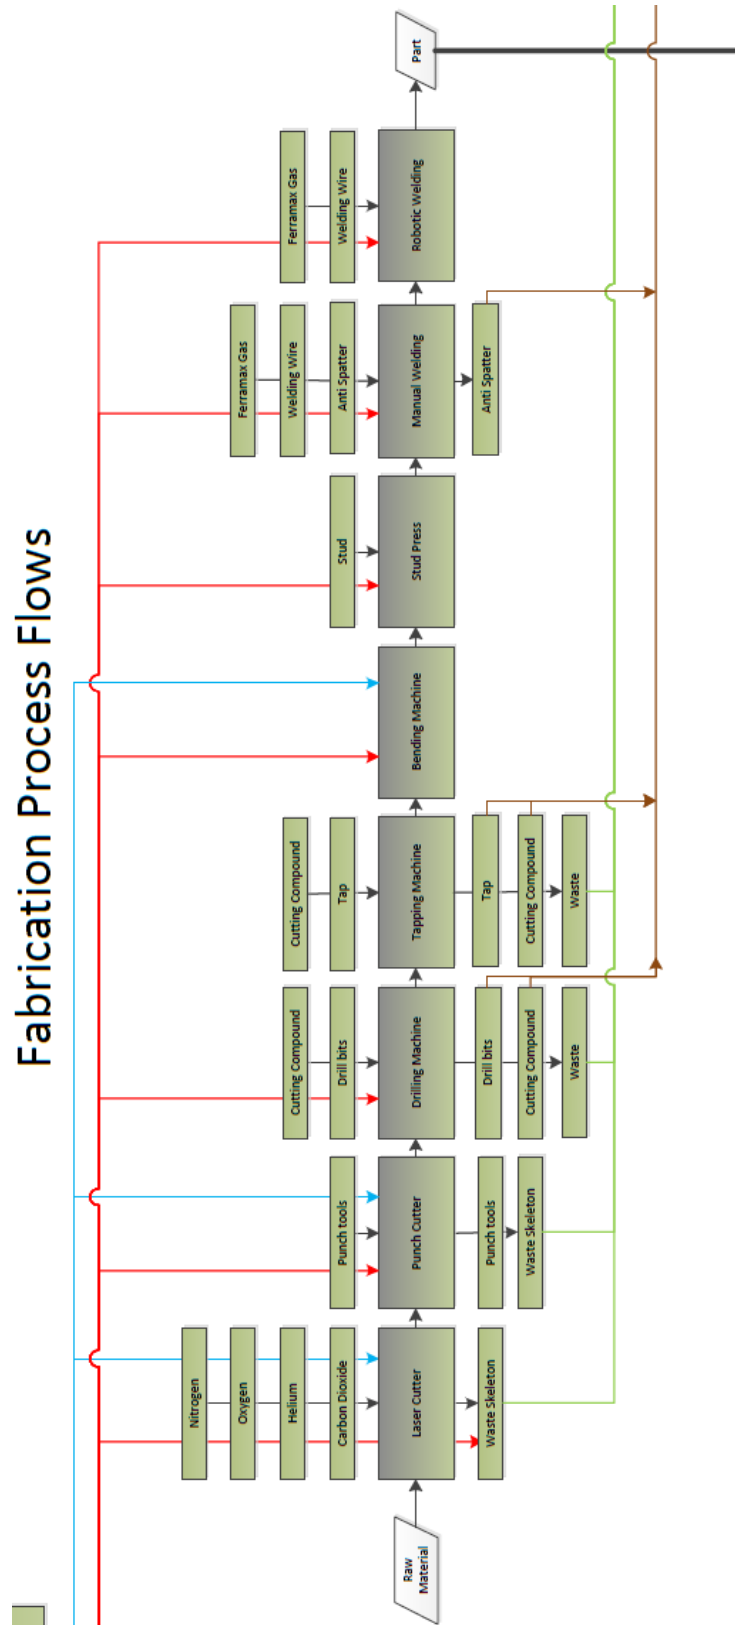 Fabrication Process Flows
Raw
Material
Nitrogen
Oxygen
Helium
Carbon Dioxide
Laser Cutter
Waste Skeleton
Punch tools
Punch Cutter
Punch tools
Waste Skeleton
Cutting Compound
Drill bits
Drilling Machine
Drill bits
Cutting Compound
Waste
Cutting Compound
Tap
Tapping Machine
Tap
Cutting Compound
Waste
Bending Machine
Stud
Stud Press
Ferramax Gas
Welding Wire
Anti Spatter
Manual Welding
Anti Spatter
Ferramax Gas
Welding Wire
Robotic Welding
Part